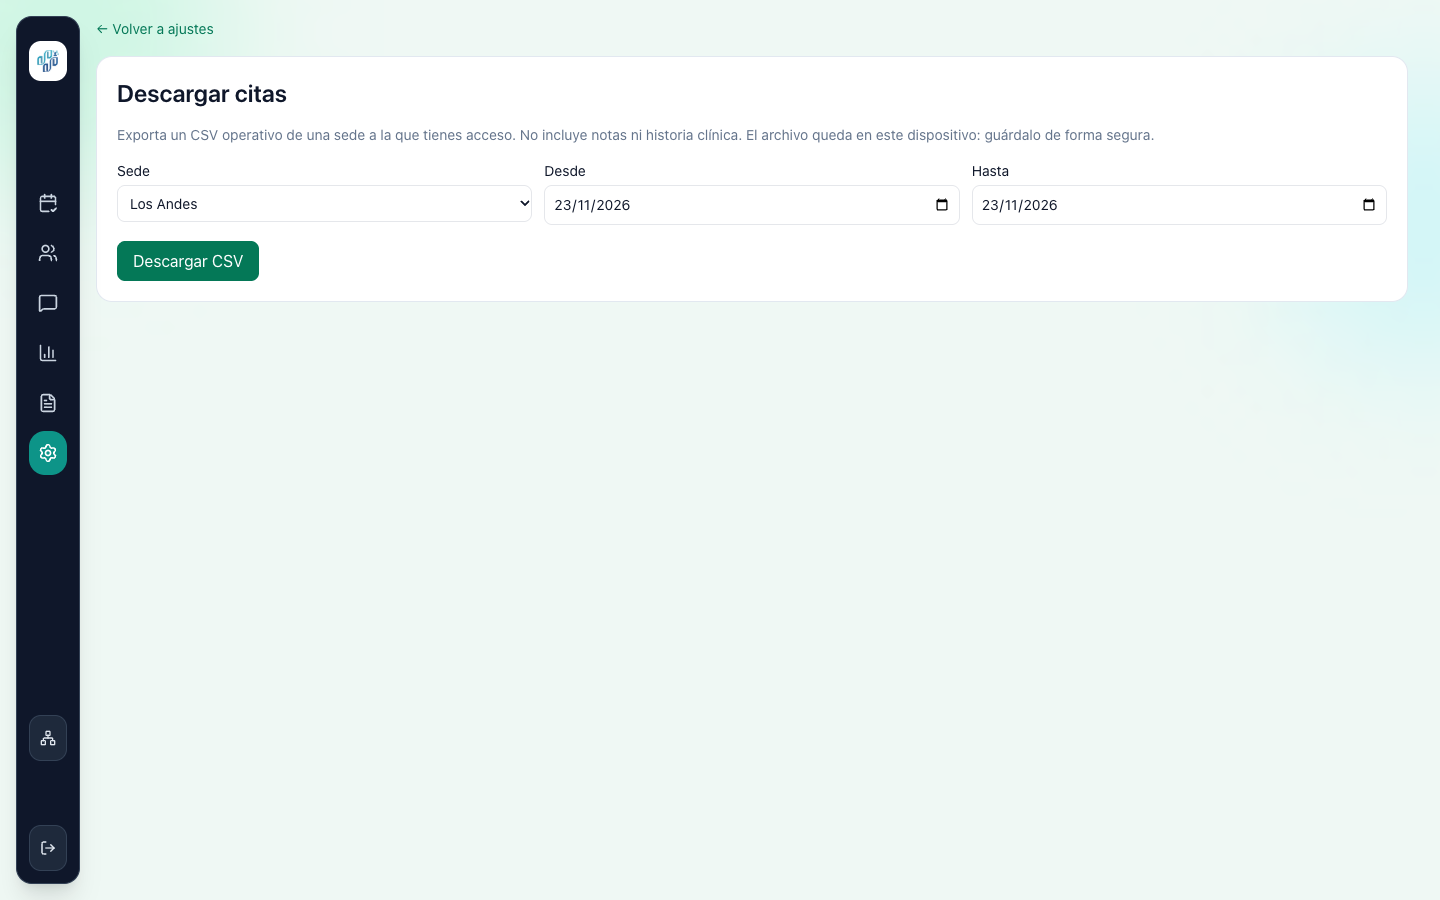 ← Volver a ajustes
Descargar citas
Exporta un CSV operativo de una sede a la que tienes acceso. No incluye notas ni historia clínica. El archivo queda en este dispositivo: guárdalo de forma segura.
Sede
Desde
Hasta
Los Andes
23/11/2026
23/11/2026
Descargar CSV